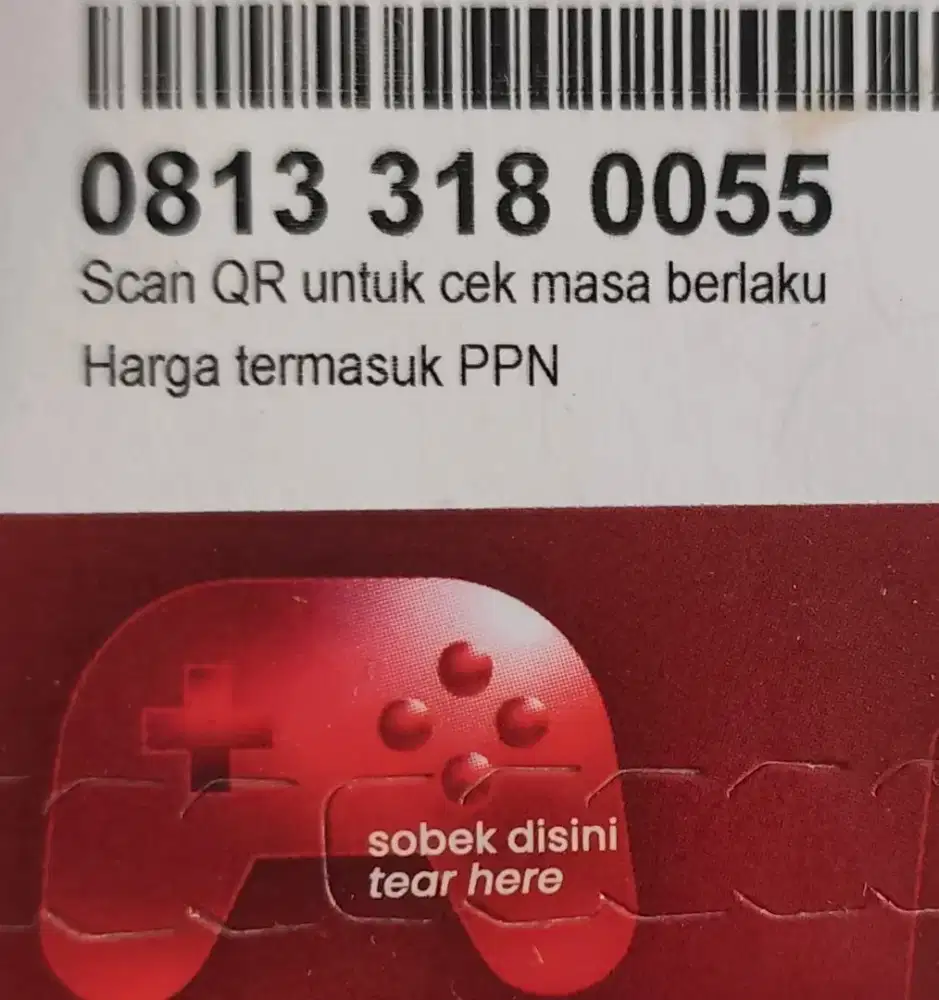 0813 318 0055
Scan QR untuk cek masa berlaku
Harga termasuk PPN
sobek disini
tear here